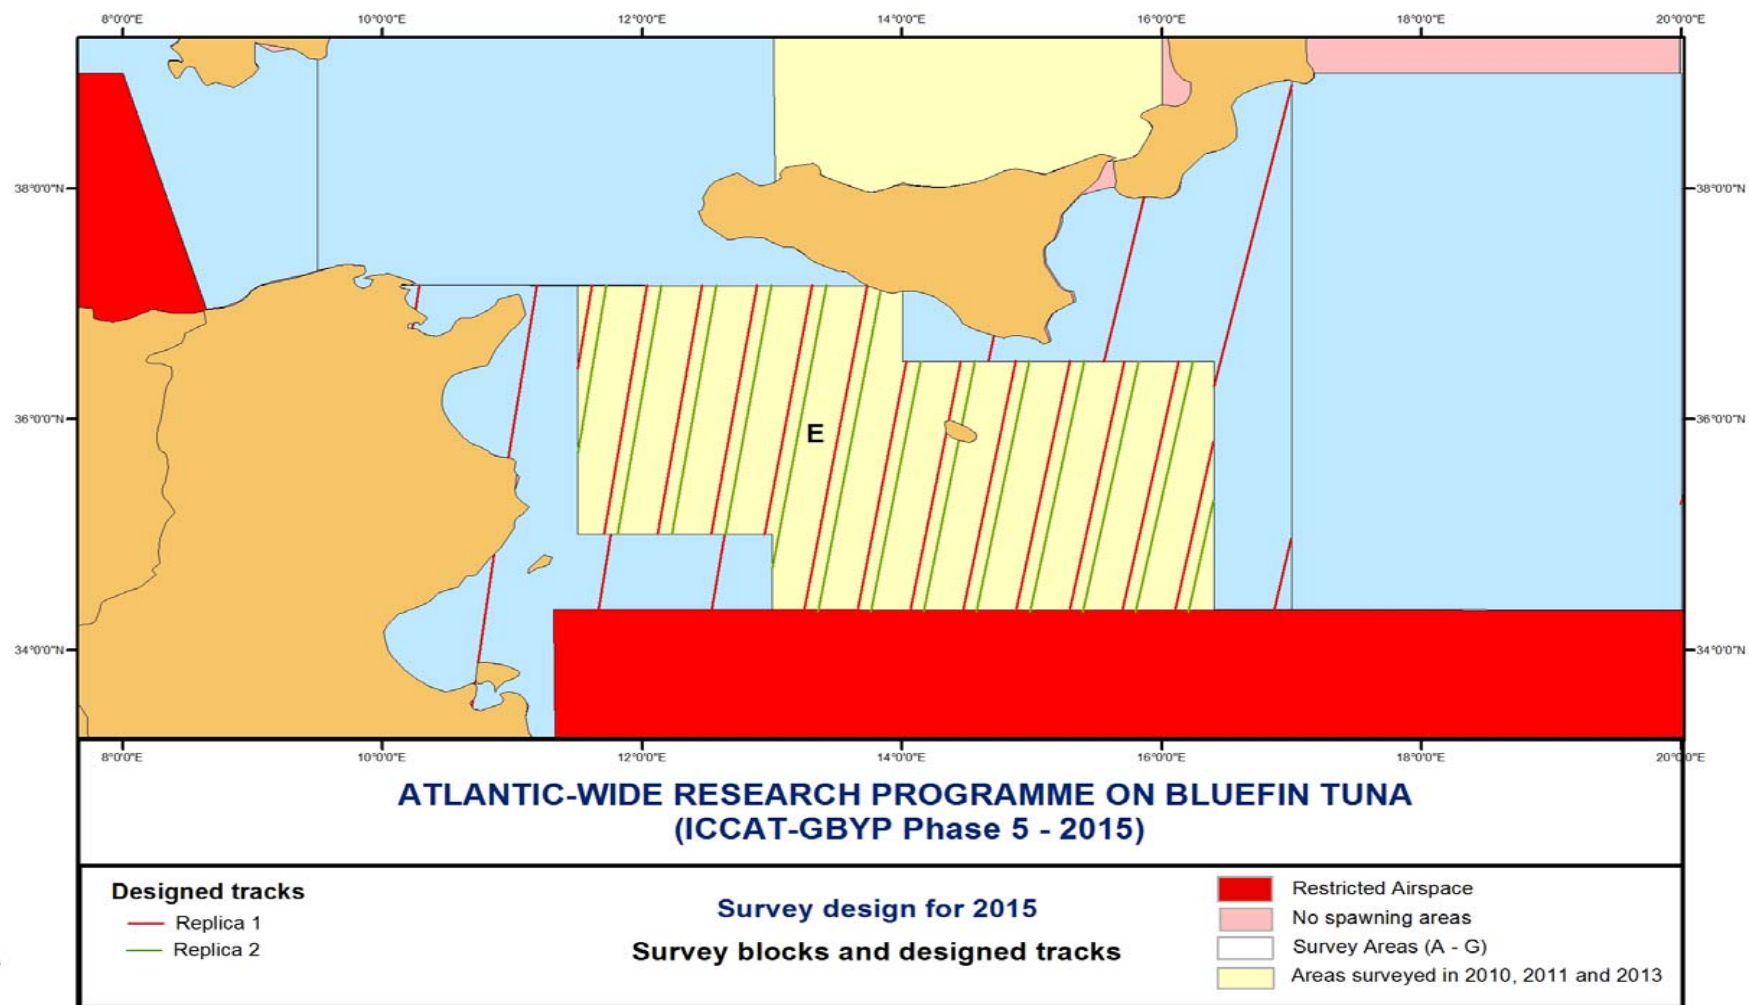 8°0'0"E 10°0'0"E 12°0'0"E 14°0'0"E 16°0'0"E 18°0'0"E 20°0'0"E
38°0'0"N 38°0'0"N
36°0'0"N 36°0'0"N
E
34°0'0"N 34°0'0"N
8°0'0"E 10°0'0"E 12°0'0"E 14°0'0"E 16°0'0"E 18°0'0"E 20°0'0"E
ATLANTIC-WIDE RESEARCH PROGRAMME ON BLUEFIN TUNA
(ICCAT-GBYP Phase 5 - 2015)
Designed tracks
Replica 1
Replica 2
Survey design for 2015
Survey blocks and designed tracks
Restricted Airspace
No spawning areas
Survey Areas (A - G)
Areas surveyed in 2010, 2011 and 2013